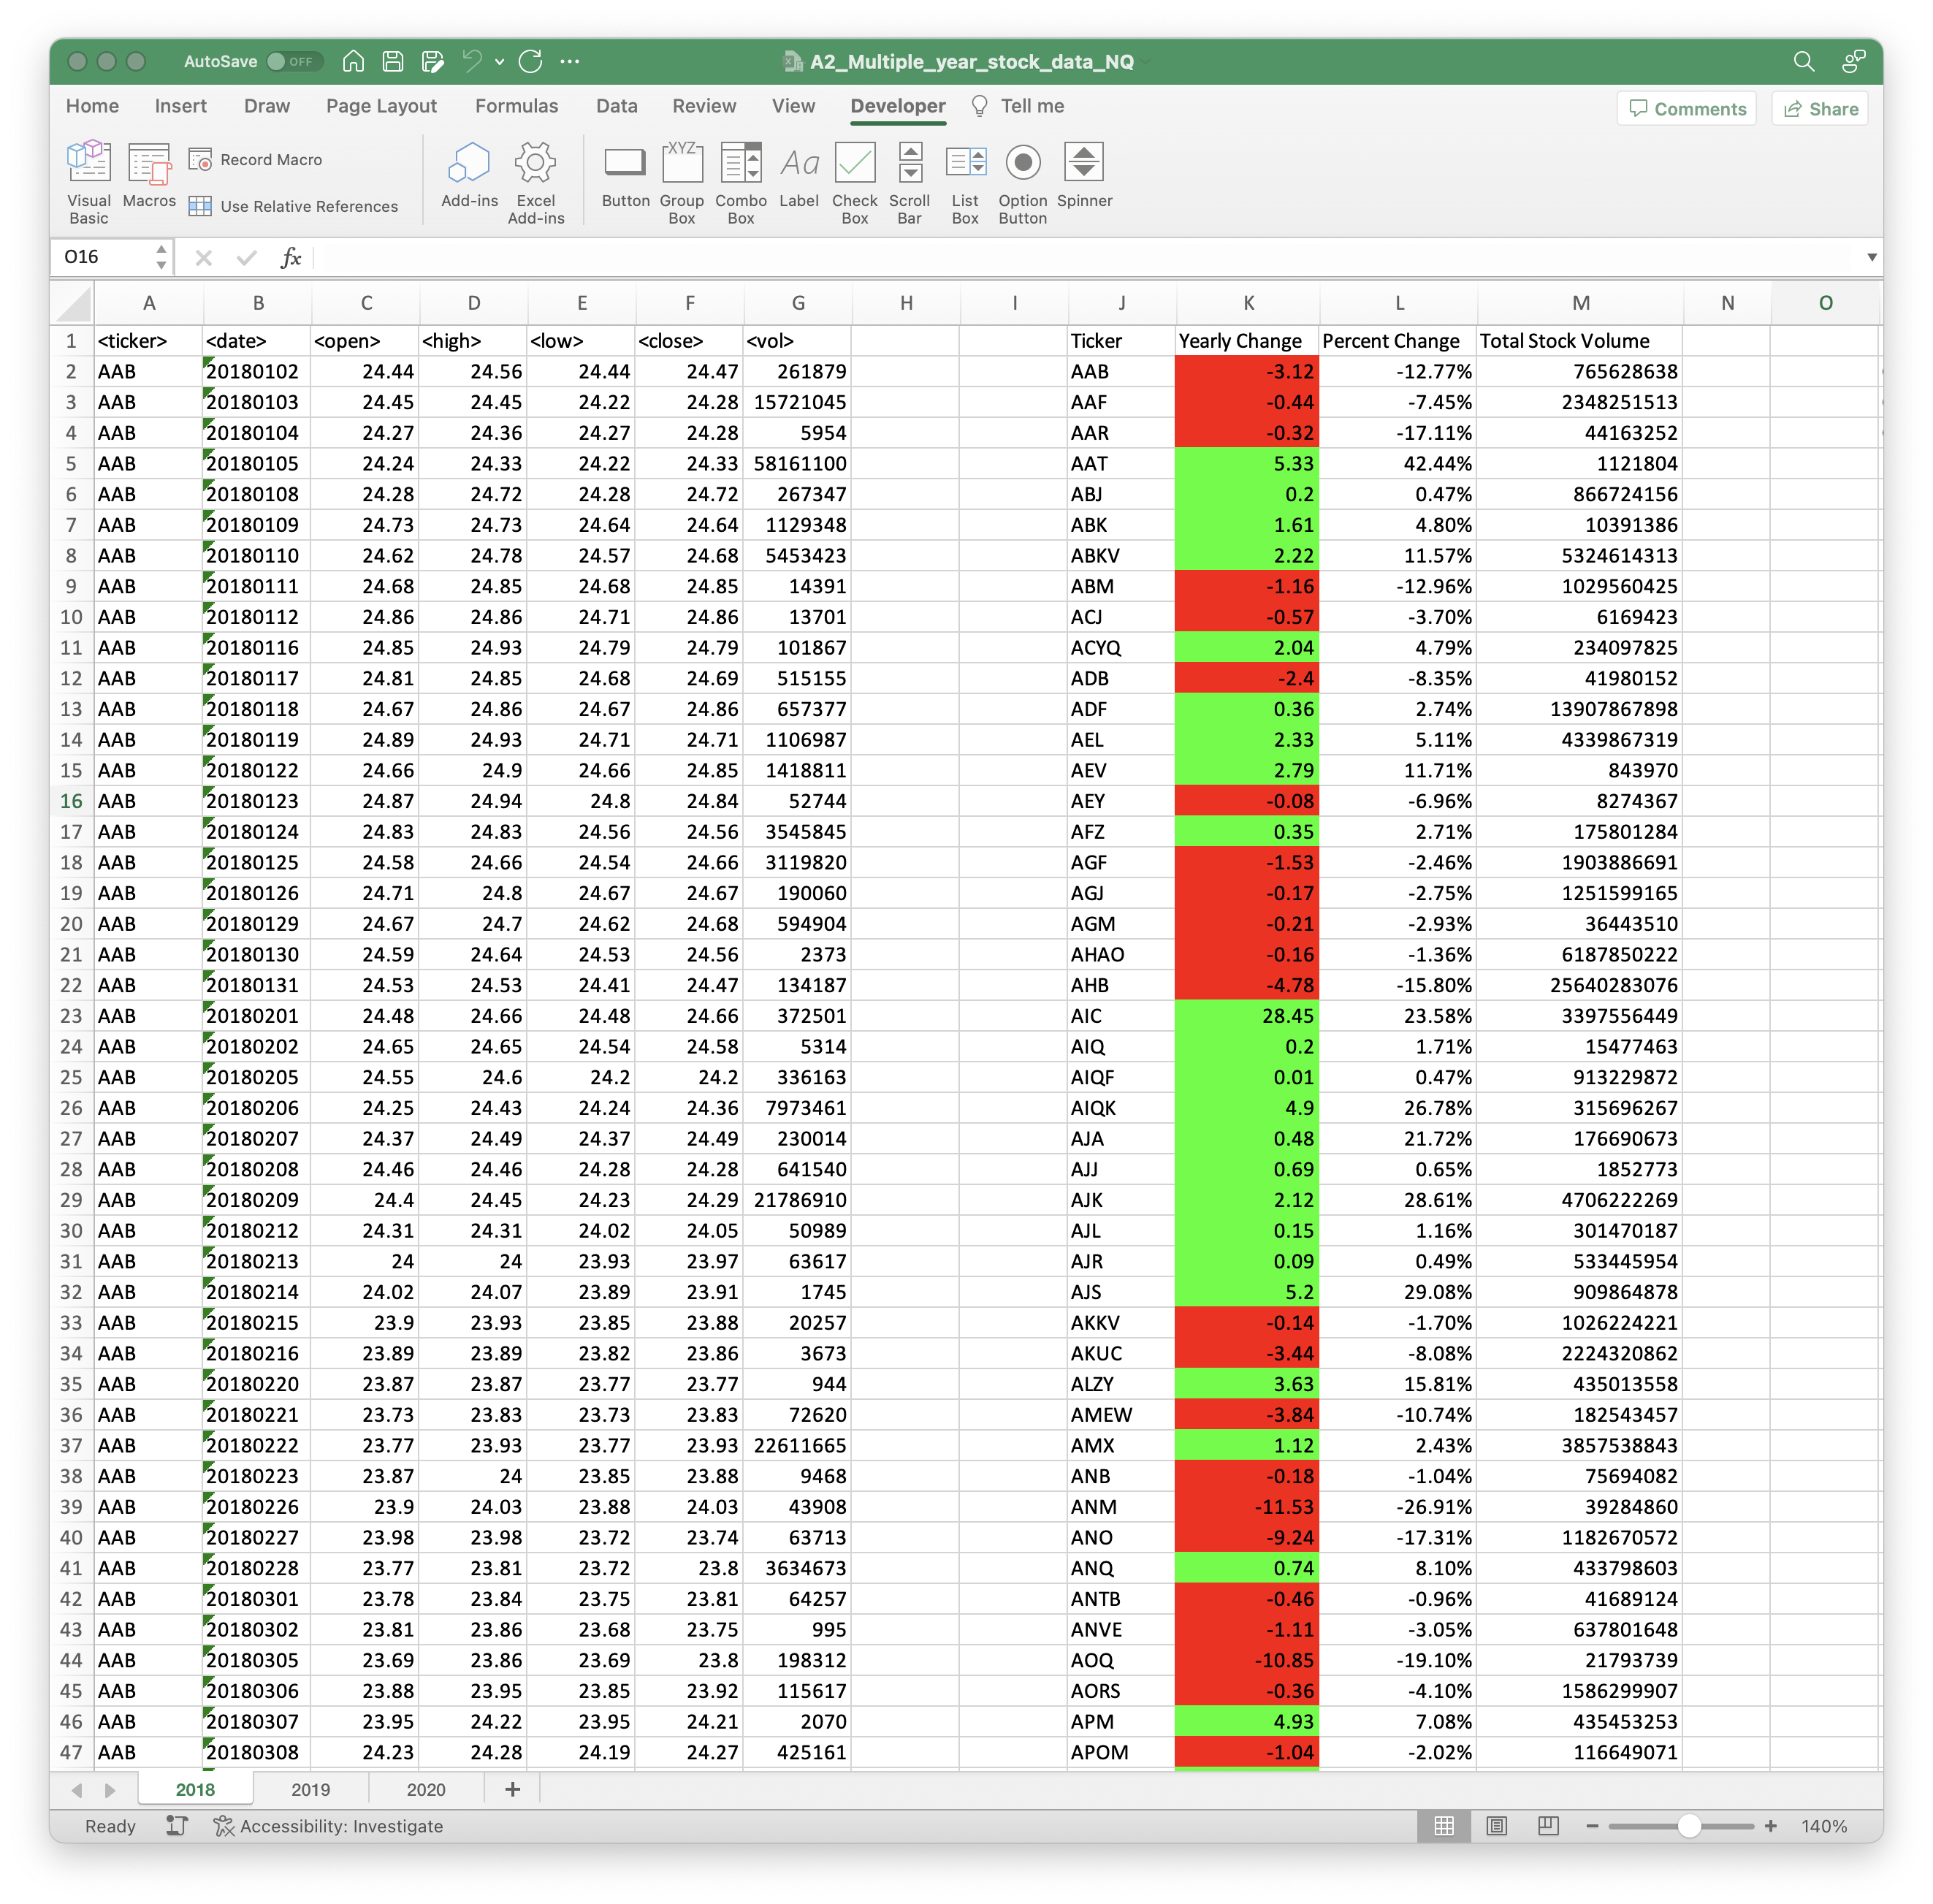 AutoSave OFF A2_Multiple_year_stock_data_NQ
Home Insert Draw Page Layout Formulas Data Review View Developer Tell me Comments Share
Visual Basic Macros Record Macro Use Relative References Add-ins Excel Add-ins Button Group Box Combo Box Label Check Box Scroll Bar List Box Option Button Spinner
XYZ Aa
O16 fx
A B C D E F G H I J K L M N O
1 <ticker> <date> <open> <high> <low> <close> <vol> Ticker Yearly Change Percent Change Total Stock Volume
2 AAB 20180102 24.44 24.56 24.44 24.47 261879 AAB -3.12 -12.77% 765628638
3 AAB 20180103 24.45 24.45 24.22 24.28 15721045 AAF -0.44 -7.45% 2348251513
4 AAB 20180104 24.27 24.36 24.27 24.28 5954 AAR -0.32 -17.11% 44163252
5 AAB 20180105 24.24 24.33 24.22 24.33 58161100 AAT 5.33 42.44% 1121804
6 AAB 20180108 24.28 24.72 24.28 24.72 267347 ABJ 0.2 0.47% 866724156
7 AAB 20180109 24.73 24.73 24.64 24.64 1129348 ABK 1.61 4.80% 10391386
8 AAB 20180110 24.62 24.78 24.57 24.68 5453423 ABKV 2.22 11.57% 5324614313
9 AAB 20180111 24.68 24.85 24.68 24.85 14391 ABM -1.16 -12.96% 1029560425
10 AAB 20180112 24.86 24.86 24.71 24.86 13701 ACJ -0.57 -3.70% 6169423
11 AAB 20180116 24.85 24.93 24.79 24.79 101867 ACYQ 2.04 4.79% 234097825
12 AAB 20180117 24.81 24.85 24.68 24.69 515155 ADB -2.4 -8.35% 41980152
13 AAB 20180118 24.67 24.86 24.67 24.86 657377 ADF 0.36 2.74% 13907867898
14 AAB 20180119 24.89 24.93 24.71 24.71 1106987 AEL 2.33 5.11% 4339867319
15 AAB 20180122 24.66 24.9 24.66 24.85 1418811 AEV 2.79 11.71% 843970
16 AAB 20180123 24.87 24.94 24.8 24.84 52744 AEY -0.08 -6.96% 8274367
17 AAB 20180124 24.83 24.83 24.56 24.56 3545845 AFZ 0.35 2.71% 175801284
18 AAB 20180125 24.58 24.66 24.54 24.66 3119820 AGF -1.53 -2.46% 1903886691
19 AAB 20180126 24.71 24.8 24.67 24.67 190060 AGJ -0.17 -2.75% 1251599165
20 AAB 20180129 24.67 24.7 24.62 24.68 594904 AGM -0.21 -2.93% 36443510
21 AAB 20180130 24.59 24.64 24.53 24.56 2373 AHAO -0.16 -1.36% 6187850222
22 AAB 20180131 24.53 24.53 24.41 24.47 134187 AHB -4.78 -15.80% 25640283076
23 AAB 20180201 24.48 24.66 24.48 24.66 372501 AIC 28.45 23.58% 3397556449
24 AAB 20180202 24.65 24.65 24.54 24.58 5314 AIQ 0.2 1.71% 15477463
25 AAB 20180205 24.55 24.6 24.2 24.2 336163 AIQF 0.01 0.47% 913229872
26 AAB 20180206 24.25 24.43 24.24 24.36 7973461 AIQK 4.9 26.78% 315696267
27 AAB 20180207 24.37 24.49 24.37 24.49 230014 AJA 0.48 21.72% 176690673
28 AAB 20180208 24.46 24.46 24.28 24.28 641540 AJJ 0.69 0.65% 1852773
29 AAB 20180209 24.4 24.45 24.23 24.29 21786910 AJK 2.12 28.61% 4706222269
30 AAB 20180212 24.31 24.31 24.02 24.05 50989 AJL 0.15 1.16% 301470187
31 AAB 20180213 24 24 23.93 23.97 63617 AJR 0.09 0.49% 533445954
32 AAB 20180214 24.02 24.07 23.89 23.91 1745 AJS 5.2 29.08% 909864878
33 AAB 20180215 23.9 23.93 23.85 23.88 20257 AKKV -0.14 -1.70% 1026224221
34 AAB 20180216 23.89 23.89 23.82 23.86 3673 AKUC -3.44 -8.08% 2224320862
35 AAB 20180220 23.87 23.87 23.77 23.77 944 ALZY 3.63 15.81% 435013558
36 AAB 20180221 23.73 23.83 23.73 23.83 72620 AMEW -3.84 -10.74% 182543457
37 AAB 20180222 23.77 23.93 23.77 23.93 22611665 AMX 1.12 2.43% 3857538843
38 AAB 20180223 23.87 24 23.85 23.88 9468 ANB -0.18 -1.04% 75694082
39 AAB 20180226 23.9 24.03 23.88 24.03 43908 ANM -11.53 -26.91% 39284860
40 AAB 20180227 23.98 23.98 23.72 23.74 63713 ANO -9.24 -17.31% 1182670572
41 AAB 20180228 23.77 23.81 23.72 23.8 3634673 ANQ 0.74 8.10% 433798603
42 AAB 20180301 23.78 23.84 23.75 23.81 64257 ANTB -0.46 -0.96% 41689124
43 AAB 20180302 23.81 23.86 23.68 23.75 995 ANVE -1.11 -3.05% 637801648
44 AAB 20180305 23.69 23.86 23.69 23.8 198312 AOQ -10.85 -19.10% 21793739
45 AAB 20180306 23.88 23.95 23.85 23.92 115617 AORS -0.36 -4.10% 1586299907
46 AAB 20180307 23.95 24.22 23.95 24.21 2070 APM 4.93 7.08% 435453253
47 AAB 20180308 24.23 24.28 24.19 24.27 425161 APOM -1.04 -2.02% 116649071
2018 2019 2020 +
Ready Accessibility: Investigate 140%